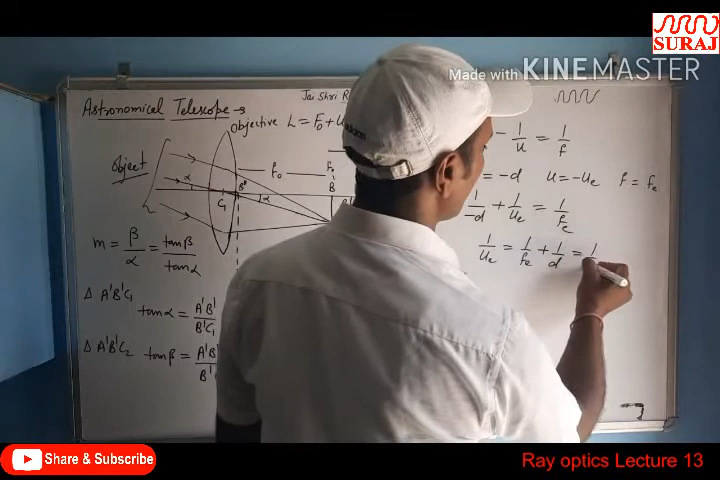 SURAJ
Made with KINEMASTER
Astronomical Telescope→
Jai Shri R
Objective L = F₀ + u
Object
α
C₁
B"
α
f₀
F₀
B
m = β/α = tanβ/tanα
Δ A'B'C₁ tanα = A'B'/B'C₁
Δ A'B'C₂ tanβ =
- 1/u = 1/f
= -d u = -uₑ f = fₑ
1/-d + 1/uₑ = 1/fₑ
1/uₑ = 1/fₑ + 1/d = 1
Share & Subscribe
Ray optics Lecture 13